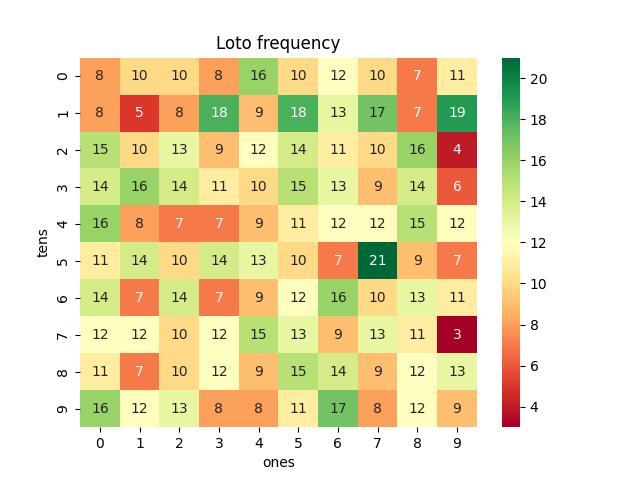 Loto frequency
0 8 10 10 8 16 10 12 10 7 11
1 8 5 8 18 9 18 13 17 7 19
2 15 10 13 9 12 14 11 10 16 4
3 14 16 14 11 10 15 13 9 14 6
4 16 8 7 7 9 11 12 12 15 12
5 11 14 10 14 13 10 7 21 9 7
6 14 7 14 7 9 12 16 10 13 11
7 12 12 10 12 15 13 9 13 11 3
8 11 7 10 12 9 15 14 9 12 13
9 16 12 13 8 8 11 17 8 12 9
0 1 2 3 4 5 6 7 8 9
ones
tens
20
18
16
14
12
10
8
6
4